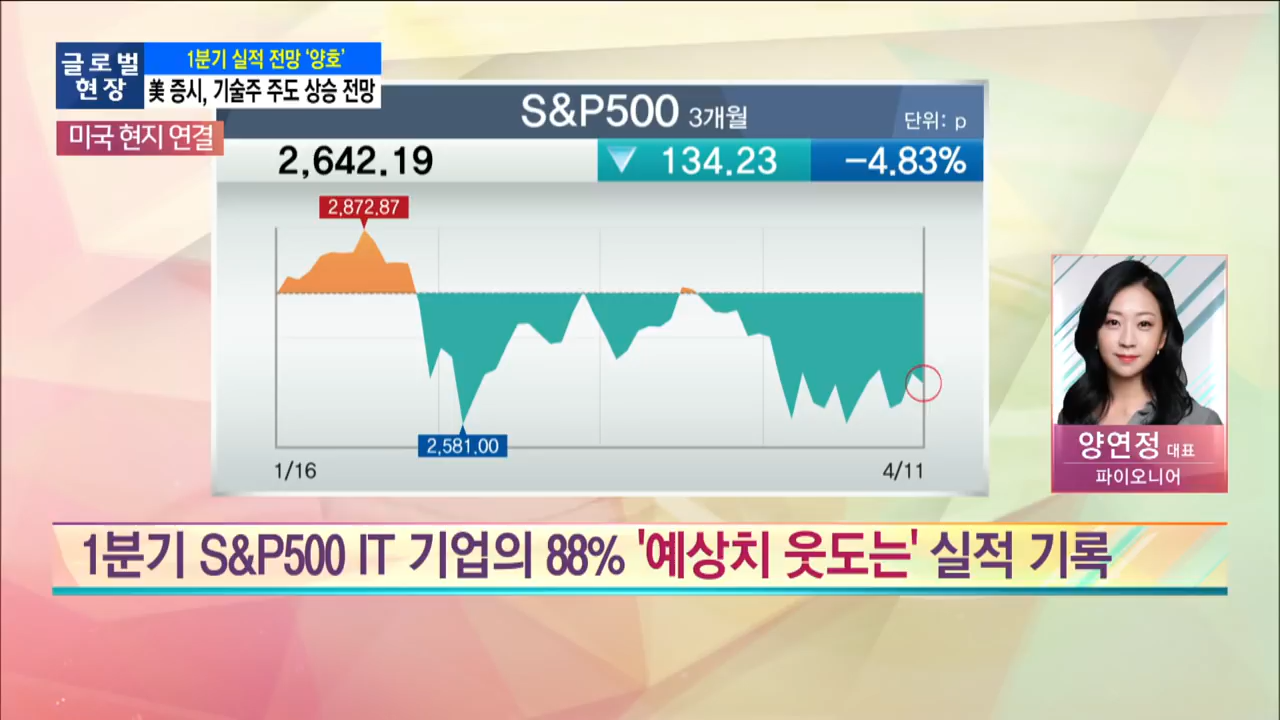 글로벌
현장
1분기 실적 전망 '양호'
美 증시, 기술주 주도 상승 전망
미국 현지 연결
S&P500 3개월
단위: p
2,642.19 ▼ 134.23 -4.83%
2,872.87
2,581.00
1/16 4/11
양연정 대표
파이오니어
1분기 S&P500 IT 기업의 88% '예상치 웃도는' 실적 기록